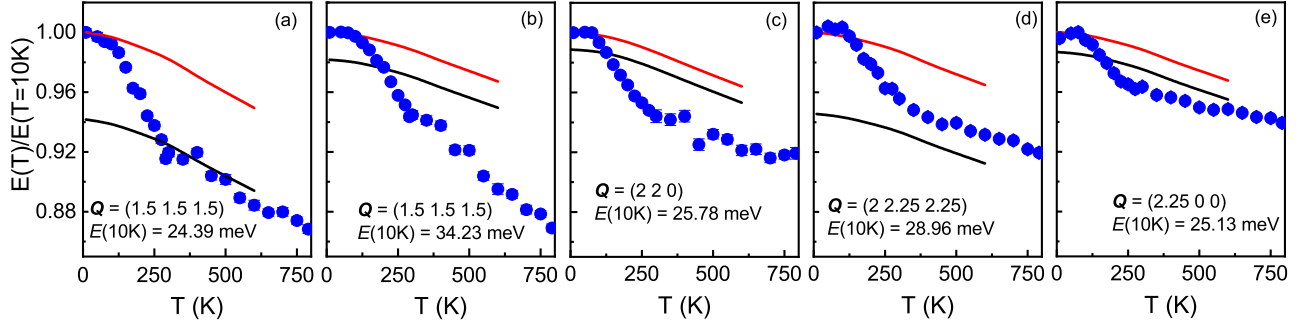 E(T)/E(T=10K)
1.00
0.96
0.92
0.88
(a)
Q = (1.5 1.5 1.5)
E(10K) = 24.39 meV
0 250 500 750
T (K)
(b)
Q = (1.5 1.5 1.5)
E(10K) = 34.23 meV
0 250 500 750
T (K)
(c)
Q = (2 2 0)
E(10K) = 25.78 meV
0 250 500 750
T (K)
(d)
Q = (2 2.25 2.25)
E(10K) = 28.96 meV
0 250 500 750
T (K)
(e)
Q = (2.25 0 0)
E(10K) = 25.13 meV
0 250 500 750
T (K)